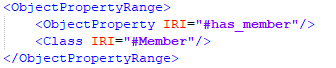 <ObjectPropertyRange>
<ObjectProperty IRI="#has_member"/>
<Class IRI="#Member"/>
</ObjectPropertyRange>